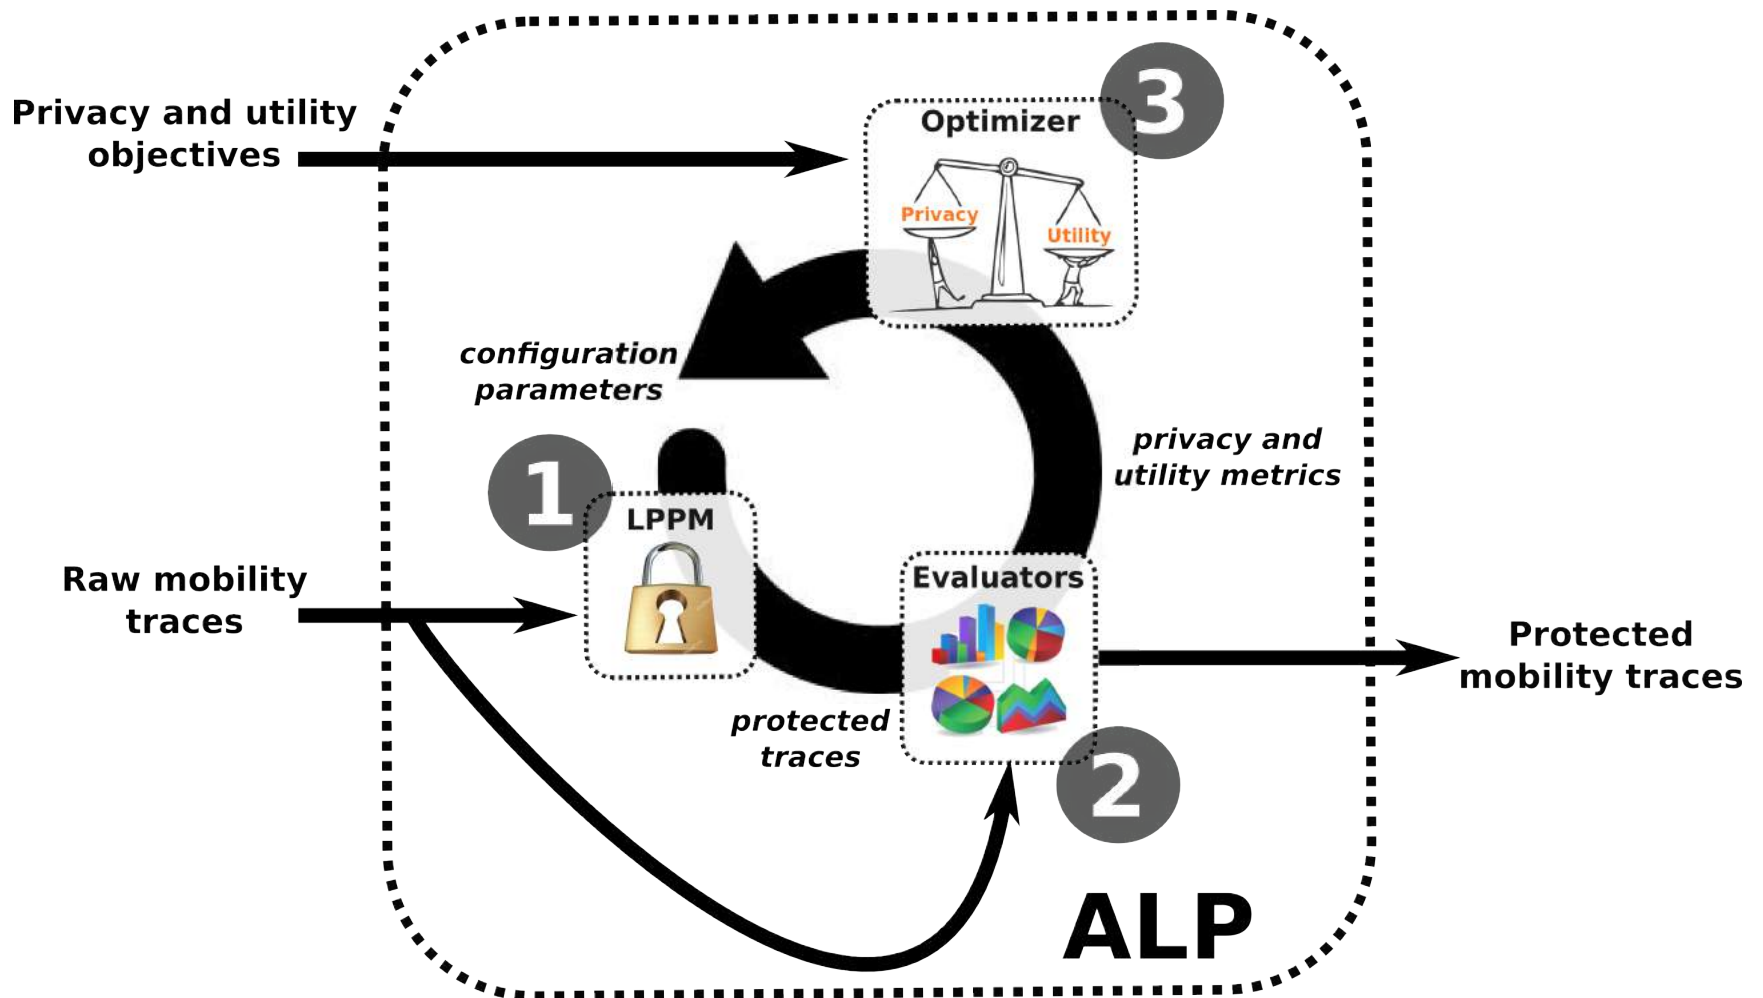 Privacy and utility
objectives
3
Optimizer
Privacy
Utility
configuration
parameters
privacy and
utility metrics
1
LPPM
Raw mobility
traces
Evaluators
Protected
mobility traces
protected
traces
2
ALP